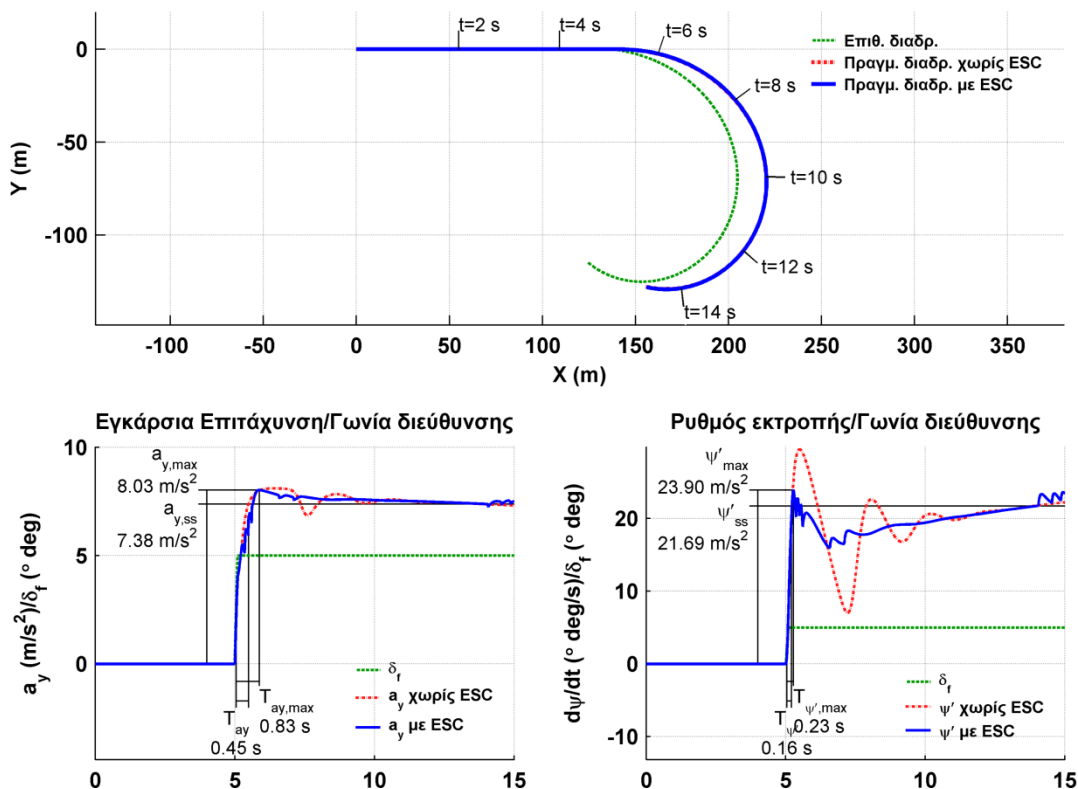 t=2 s
t=4 s
t=6 s
t=8 s
t=10 s
t=12 s
t=14 s
Επιθ. διαδρ.
Πραγμ. διαδρ. χωρίς ESC
Πραγμ. διαδρ. με ESC
Y (m)
0
-50
-100
-100
-50
0
50
100
150
200
250
300
350
X (m)
Εγκάρσια Επιτάχυνση/Γωνία διεύθυνσης
a_y (m/s²)/δ_f (° deg)
10
5
0
a_y,max
8.03 m/s²
a_y,ss
7.38 m/s²
T_ay,max
0.83 s
T_ay
0.45 s
δ_f
a_y χωρίς ESC
a_y με ESC
0
5
10
15
Ρυθμός εκτροπής/Γωνία διεύθυνσης
dψ/dt (° deg/s)/δ_f (° deg)
20
10
0
-10
ψ′_max
23.90 m/s²
ψ′_ss
21.69 m/s²
T_ψ′,max
0.23 s
T_ψ′
0.16 s
δ_f
ψ′ χωρίς ESC
ψ′ με ESC
0
5
10
15